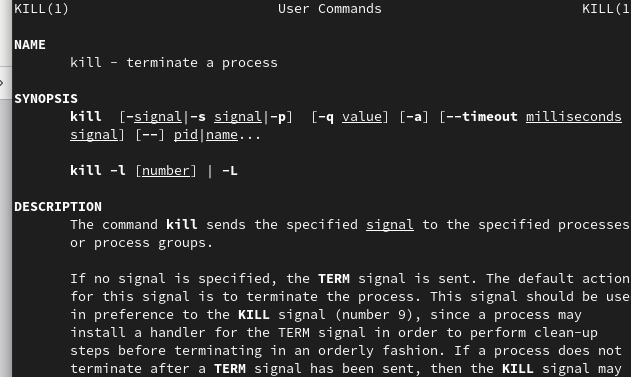 KILL(1) User Commands KILL(1
NAME
kill - terminate a process
SYNOPSIS
kill [-signal|-s signal|-p] [-q value] [-a] [--timeout milliseconds
signal] [--] pid|name...
kill -l [number] | -L
DESCRIPTION
The command kill sends the specified signal to the specified processes
or process groups.
If no signal is specified, the TERM signal is sent. The default action
for this signal is to terminate the process. This signal should be use
in preference to the KILL signal (number 9), since a process may
install a handler for the TERM signal in order to perform clean-up
steps before terminating in an orderly fashion. If a process does not
terminate after a TERM signal has been sent, then the KILL signal may